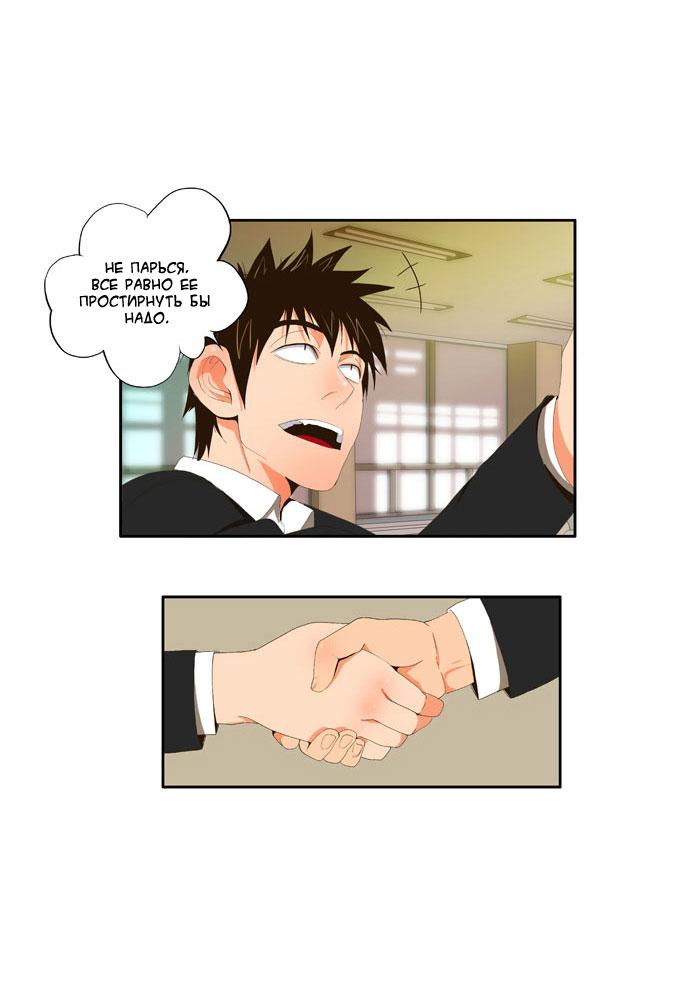 НЕ ПАРЬСЯ,
ВСЕ РАВНО ЕЕ
ПРОСТИРНУТЬ БЫ
НАДО.